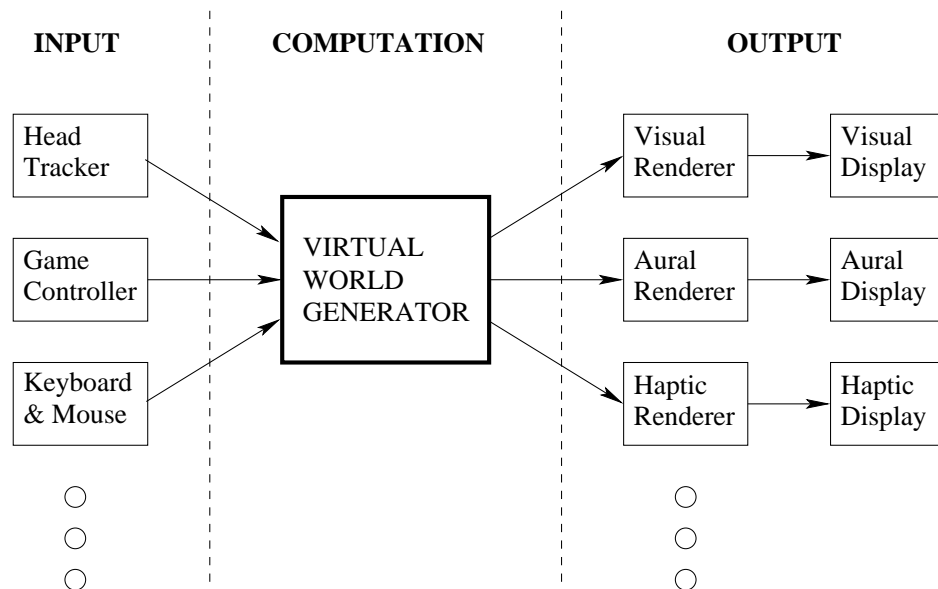 INPUT
COMPUTATION
OUTPUT
Head
Tracker
Game
Controller
Keyboard
& Mouse
VIRTUAL
WORLD
GENERATOR
Visual
Renderer
Visual
Display
Aural
Renderer
Aural
Display
Haptic
Renderer
Haptic
Display